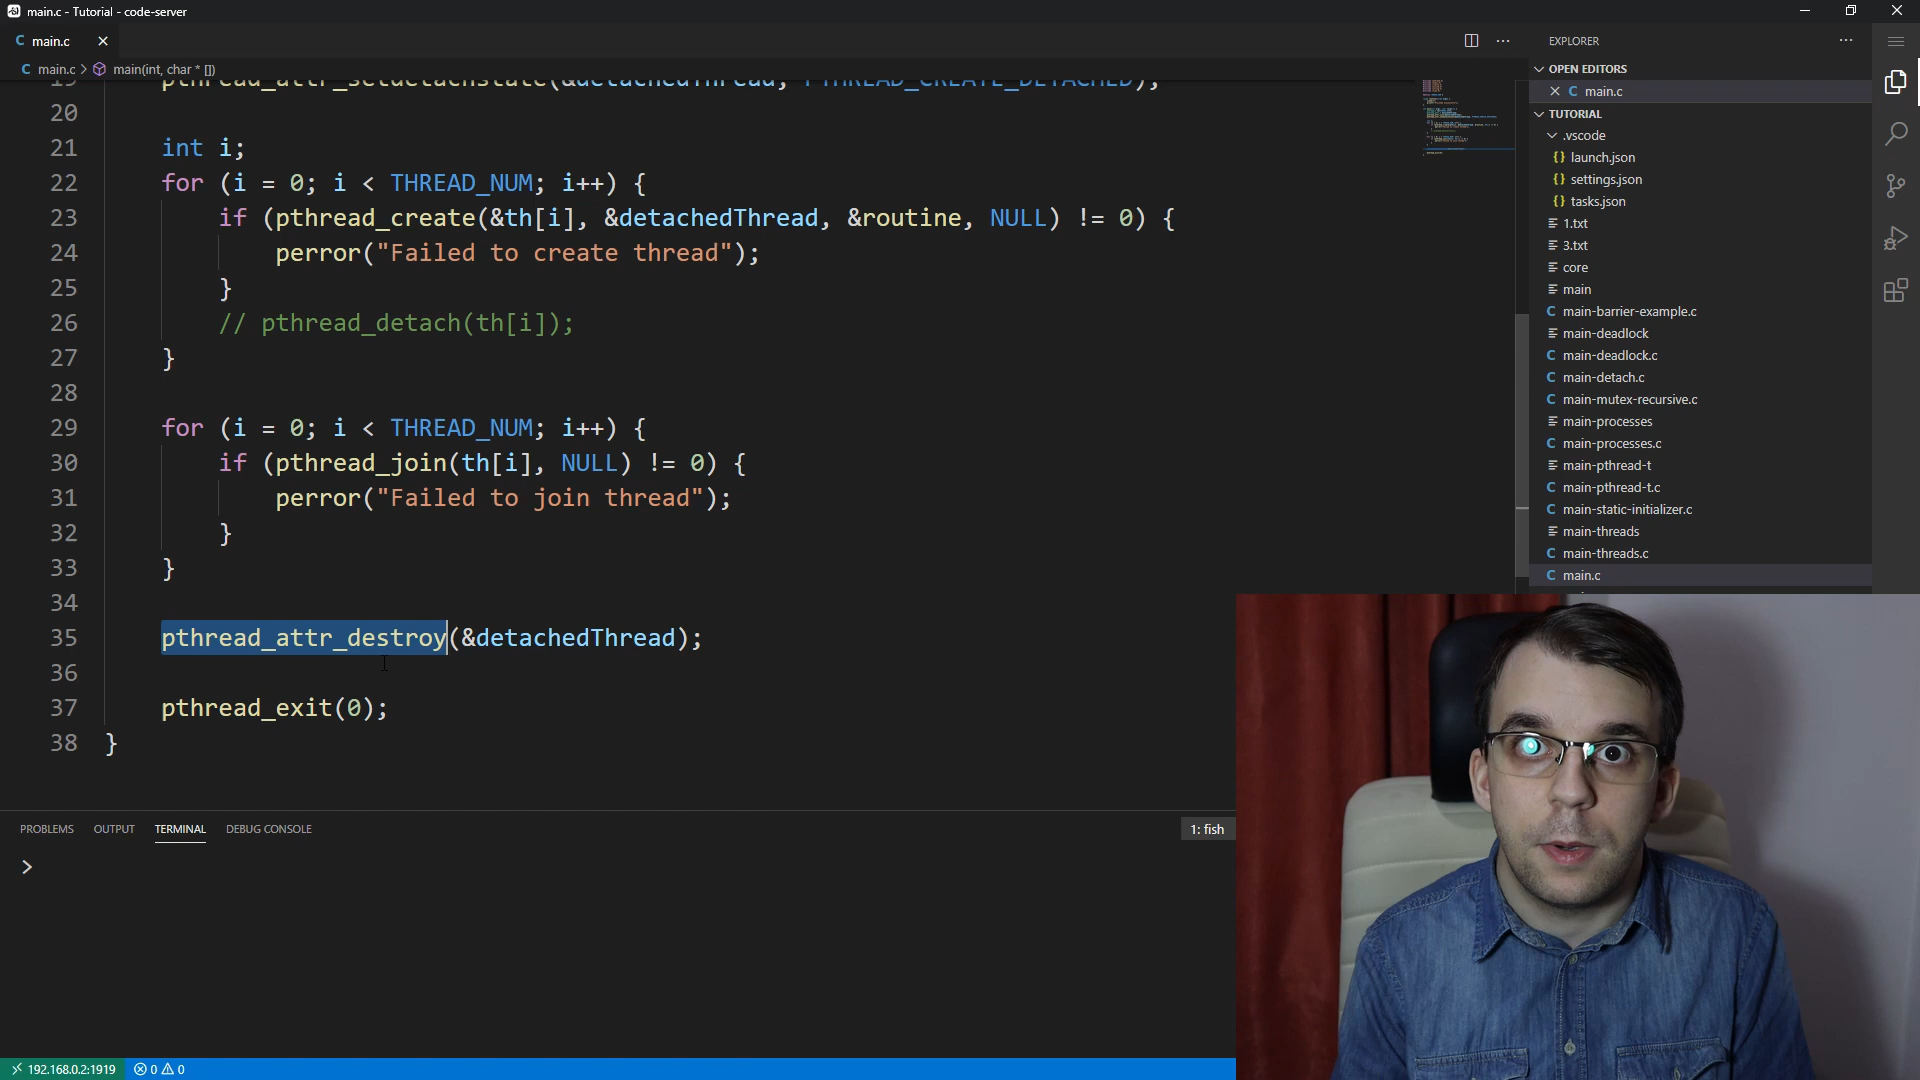 main.c - Tutorial - code-server
C main.c
C main.c > main(int, char * [])
19 pthread_attr_setdetachstate(&detachedThread, PTHREAD_CREATE_DETACHED);
20
21 int i;
22 for (i = 0; i < THREAD_NUM; i++) {
23 if (pthread_create(&th[i], &detachedThread, &routine, NULL) != 0) {
24 perror("Failed to create thread");
25 }
26 // pthread_detach(th[i]);
27 }
28
29 for (i = 0; i < THREAD_NUM; i++) {
30 if (pthread_join(th[i], NULL) != 0) {
31 perror("Failed to join thread");
32 }
33 }
34
35 pthread_attr_destroy(&detachedThread);
36
37 pthread_exit(0);
38 }
PROBLEMS OUTPUT TERMINAL DEBUG CONSOLE
1: fish
>
192.168.0.2:1919 0 0
EXPLORER
OPEN EDITORS
C main.c
TUTORIAL
.vscode
{} launch.json
{} settings.json
{} tasks.json
1.txt
3.txt
core
main
C main-barrier-example.c
main-deadlock
C main-deadlock.c
C main-detach.c
C main-mutex-recursive.c
main-processes
C main-processes.c
main-pthread-t
C main-pthread-t.c
C main-static-initializer.c
main-threads
C main-threads.c
C main.c